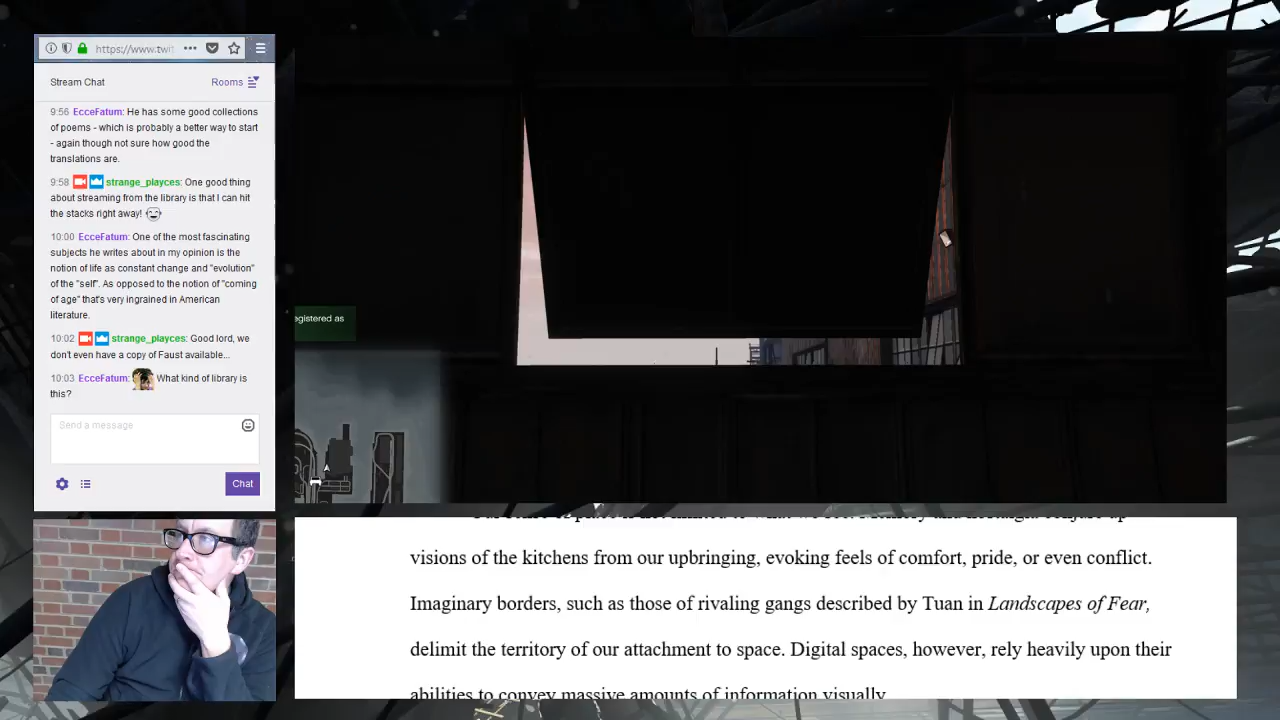 https://www.twit
Stream Chat
Rooms
9:56 EcceFatum: He has some good collections
of poems - which is probably a better way to start
- again though not sure how good the
translations are.
9:58 strange_playces: One good thing
about streaming from the library is that I can hit
the stacks right away!
10:00 EcceFatum: One of the most fascinating
subjects he writes about in my opinion is the
notion of life as constant change and "evolution"
of the "self". As opposed to the notion of "coming
of age" that's very ingrained in American
literature.
10:02 strange_playces: Good lord, we
don't even have a copy of Faust available...
10:03 EcceFatum: What kind of library is
this?
Send a message
Chat
egistered as
visions of the kitchens from our upbringing, evoking feels of comfort, pride, or even conflict.
Imaginary borders, such as those of rivaling gangs described by Tuan in Landscapes of Fear,
delimit the territory of our attachment to space. Digital spaces, however, rely heavily upon their
abilities to convey massive amounts of information visually.